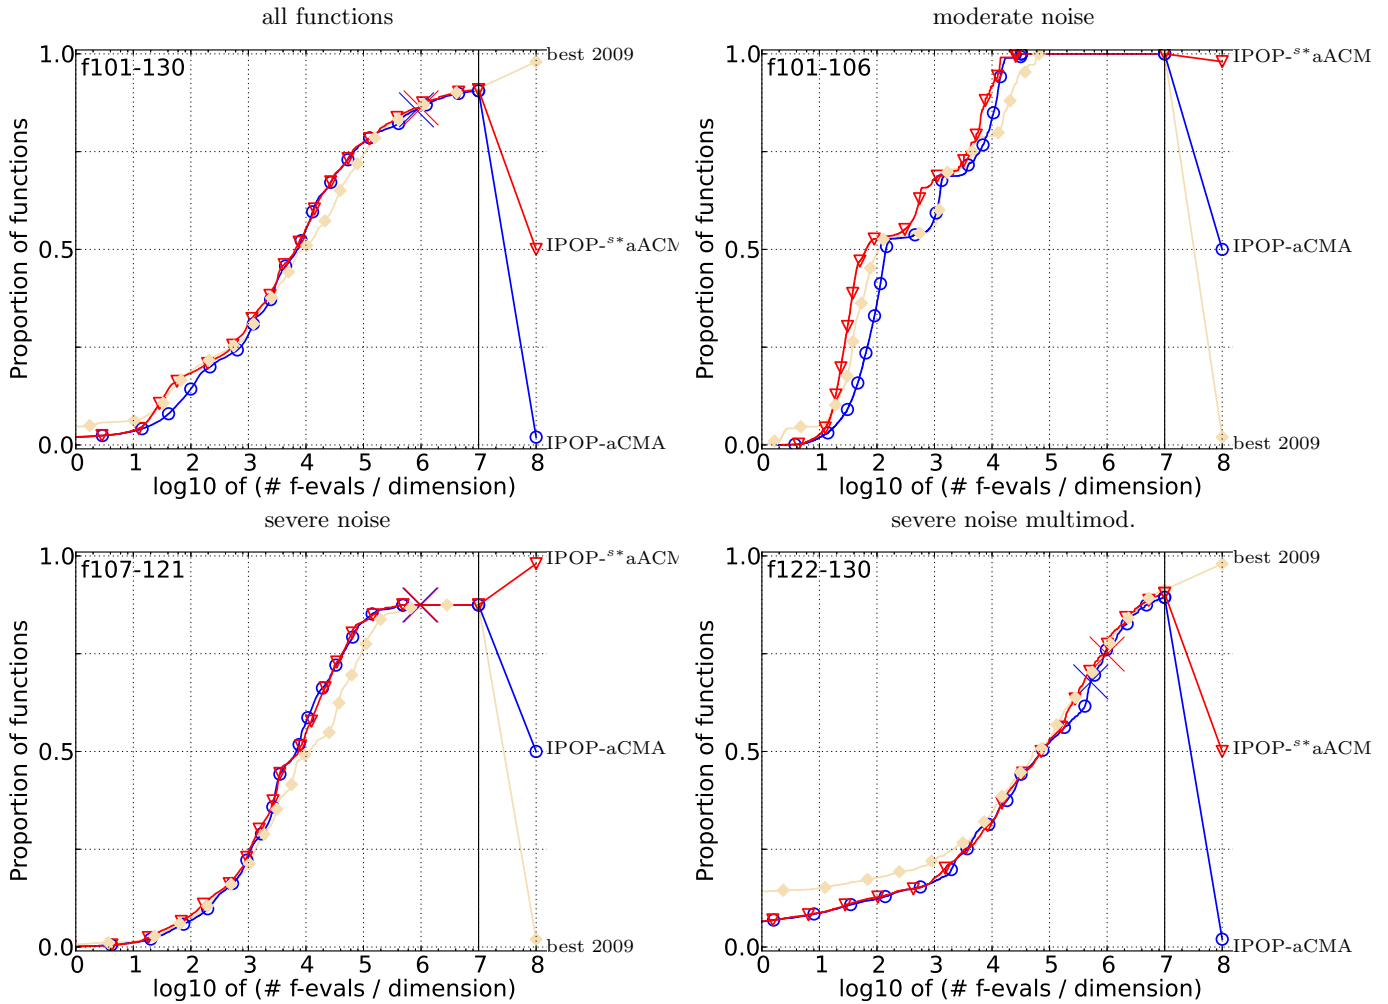 all functions
1.0
0.5
0.0
Proportion of functions
f101-130
best 2009
IPOP-ˢ*aACM
IPOP-aCMA
0 1 2 3 4 5 6 7 8
log10 of (# f-evals / dimension)
moderate noise
1.0
0.5
0.0
Proportion of functions
f101-106
IPOP-ˢ*aACM
IPOP-aCMA
best 2009
0 1 2 3 4 5 6 7 8
log10 of (# f-evals / dimension)
severe noise
1.0
0.5
0.0
Proportion of functions
f107-121
IPOP-ˢ*aACM
IPOP-aCMA
best 2009
0 1 2 3 4 5 6 7 8
log10 of (# f-evals / dimension)
severe noise multimod.
1.0
0.5
0.0
Proportion of functions
f122-130
best 2009
IPOP-ˢ*aACM
IPOP-aCMA
0 1 2 3 4 5 6 7 8
log10 of (# f-evals / dimension)